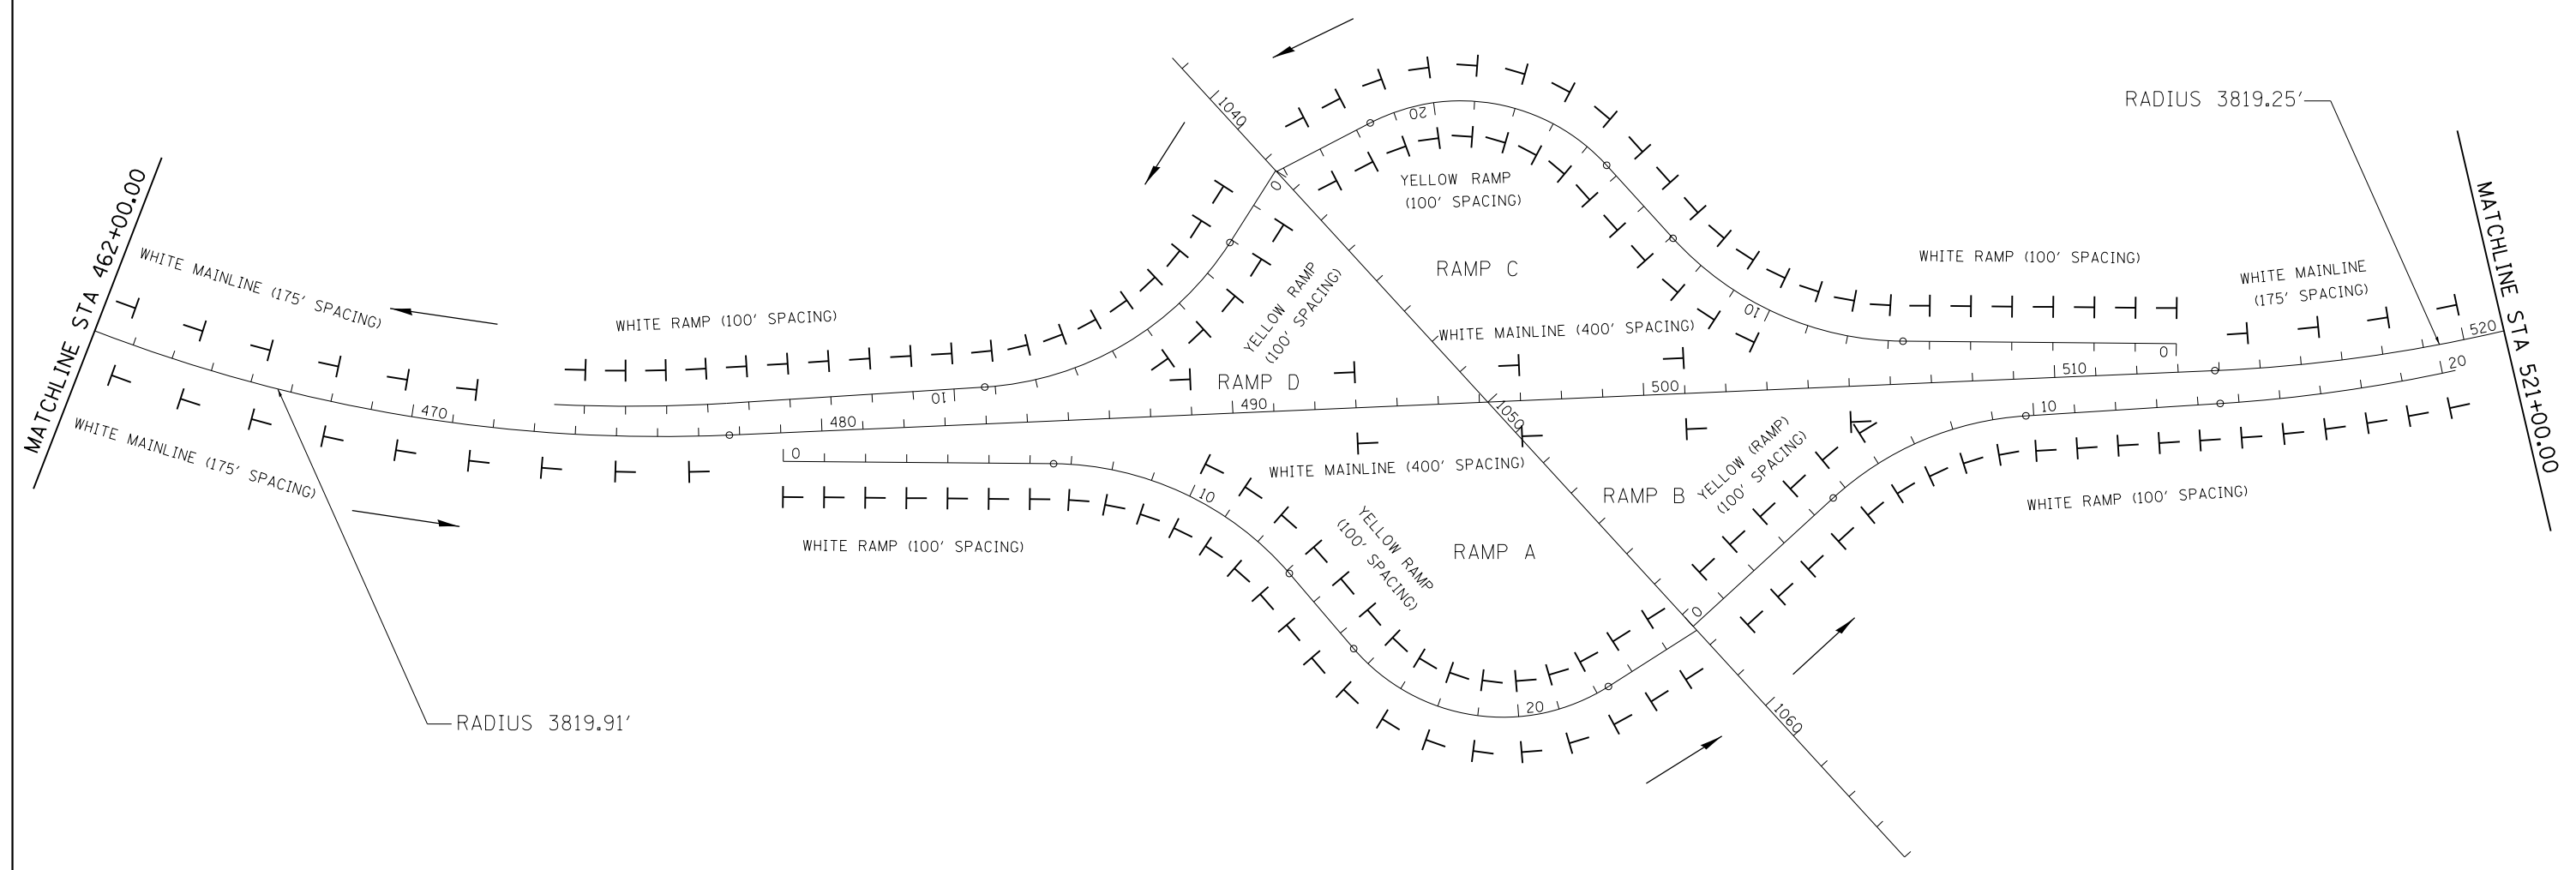 1040
RADIUS 3819.25'
20
0
YELLOW RAMP
(100' SPACING)
MATCHLINE STA 462+00.00
WHITE MAINLINE (175' SPACING)
WHITE RAMP (100' SPACING)
YELLOW RAMP
(100' SPACING)
RAMP C
WHITE RAMP (100' SPACING)
WHITE MAINLINE
(175' SPACING)
MATCHLINE STA 521+00.00
10
WHITE MAINLINE (400' SPACING)
520
0
20
RAMP D
10
470
480
490
500
510
1050
10
WHITE MAINLINE (175' SPACING)
0
WHITE MAINLINE (400' SPACING)
YELLOW (RAMP)
(100' SPACING)
RAMP B
WHITE RAMP (100' SPACING)
10
WHITE RAMP (100' SPACING)
YELLOW RAMP
(100' SPACING)
RAMP A
0
20
RADIUS 3819.91'
1060